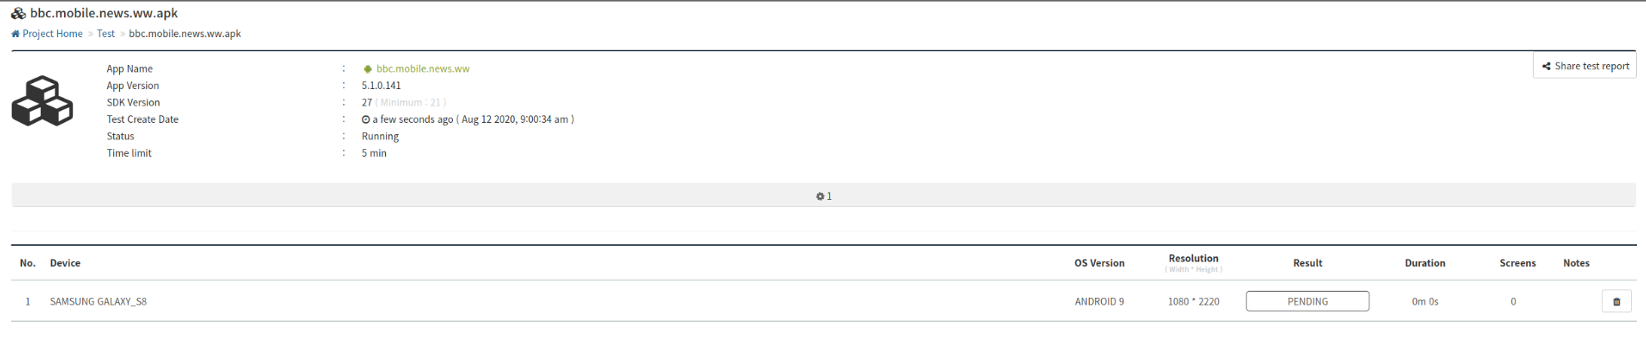 bbc.mobile.news.ww.apk
Project Home » Test » bbc.mobile.news.ww.apk
Share test report
App Name : bbc.mobile.news.ww
App Version : 5.1.0.141
SDK Version : 27 ( Minimum : 21 )
Test Create Date : a few seconds ago ( Aug 12 2020, 9:00:34 am )
Status : Running
Time limit : 5 min
1
No. Device OS Version Resolution ( Width * Height ) Result Duration Screens Notes
1 SAMSUNG GALAXY_S8 ANDROID 9 1080 * 2220 PENDING 0m 0s 0